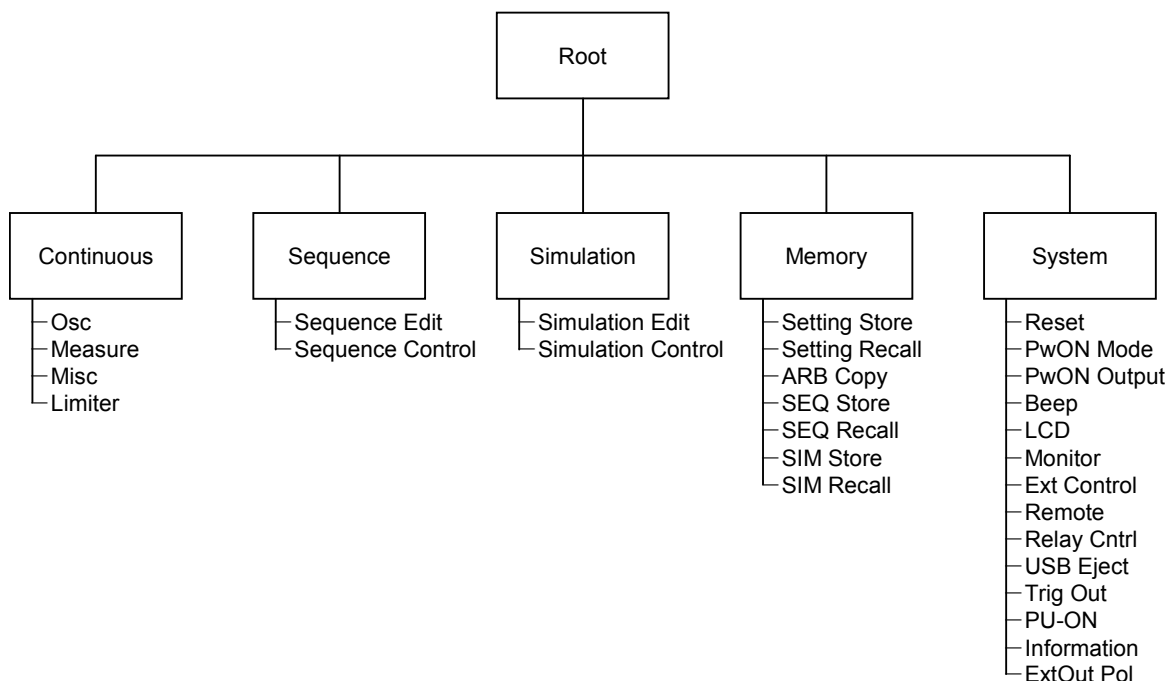 Root
Continuous
Osc
Measure
Misc
Limiter
Sequence
Sequence Edit
Sequence Control
Simulation
Simulation Edit
Simulation Control
Memory
Setting Store
Setting Recall
ARB Copy
SEQ Store
SEQ Recall
SIM Store
SIM Recall
System
Reset
PwON Mode
PwON Output
Beep
LCD
Monitor
Ext Control
Remote
Relay Cntrl
USB Eject
Trig Out
PU-ON
Information
ExtOut Pol